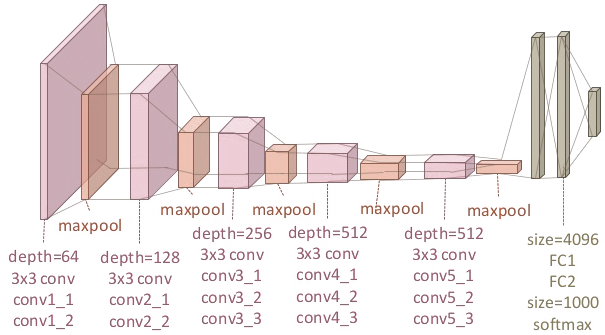 maxpool
maxpool
maxpool
maxpool
maxpool
depth=64
3x3 conv
conv1_1
conv1_2
depth=128
3x3 conv
conv2_1
conv2_2
depth=256
3x3 conv
conv3_1
conv3_2
conv3_3
depth=512
3x3 conv
conv4_1
conv4_2
conv4_3
depth=512
3x3 conv
conv5_1
conv5_2
conv5_3
size=4096
FC1
FC2
size=1000
softmax